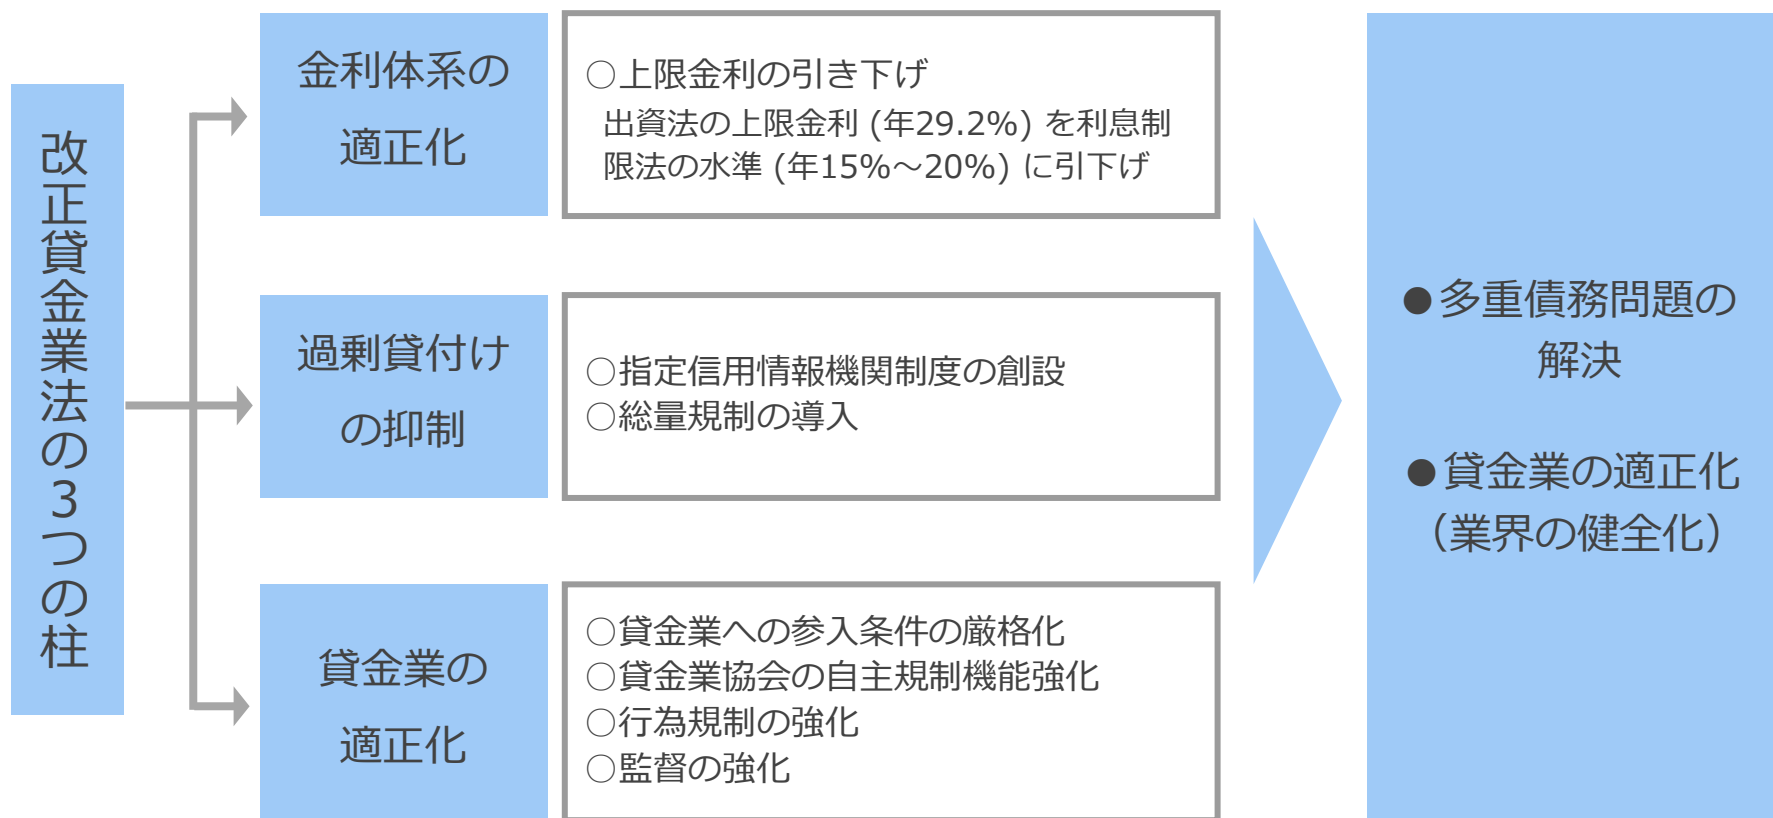 改正貸金業法の3つの柱
金利体系の
適正化
○上限金利の引き下げ
出資法の上限金利 (年29.2%) を利息制
限法の水準 (年15%～20%) に引下げ
過剰貸付け
の抑制
○指定信用情報機関制度の創設
○総量規制の導入
貸金業の
適正化
○貸金業への参入条件の厳格化
○貸金業協会の自主規制機能強化
○行為規制の強化
○監督の強化
●多重債務問題の
解決
●貸金業の適正化
（業界の健全化）